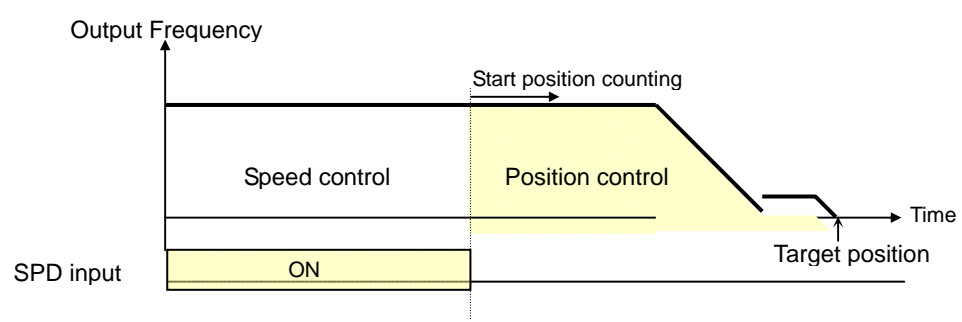 Output Frequency
Start position counting
Speed control
Position control
Time
Target position
SPD input
ON